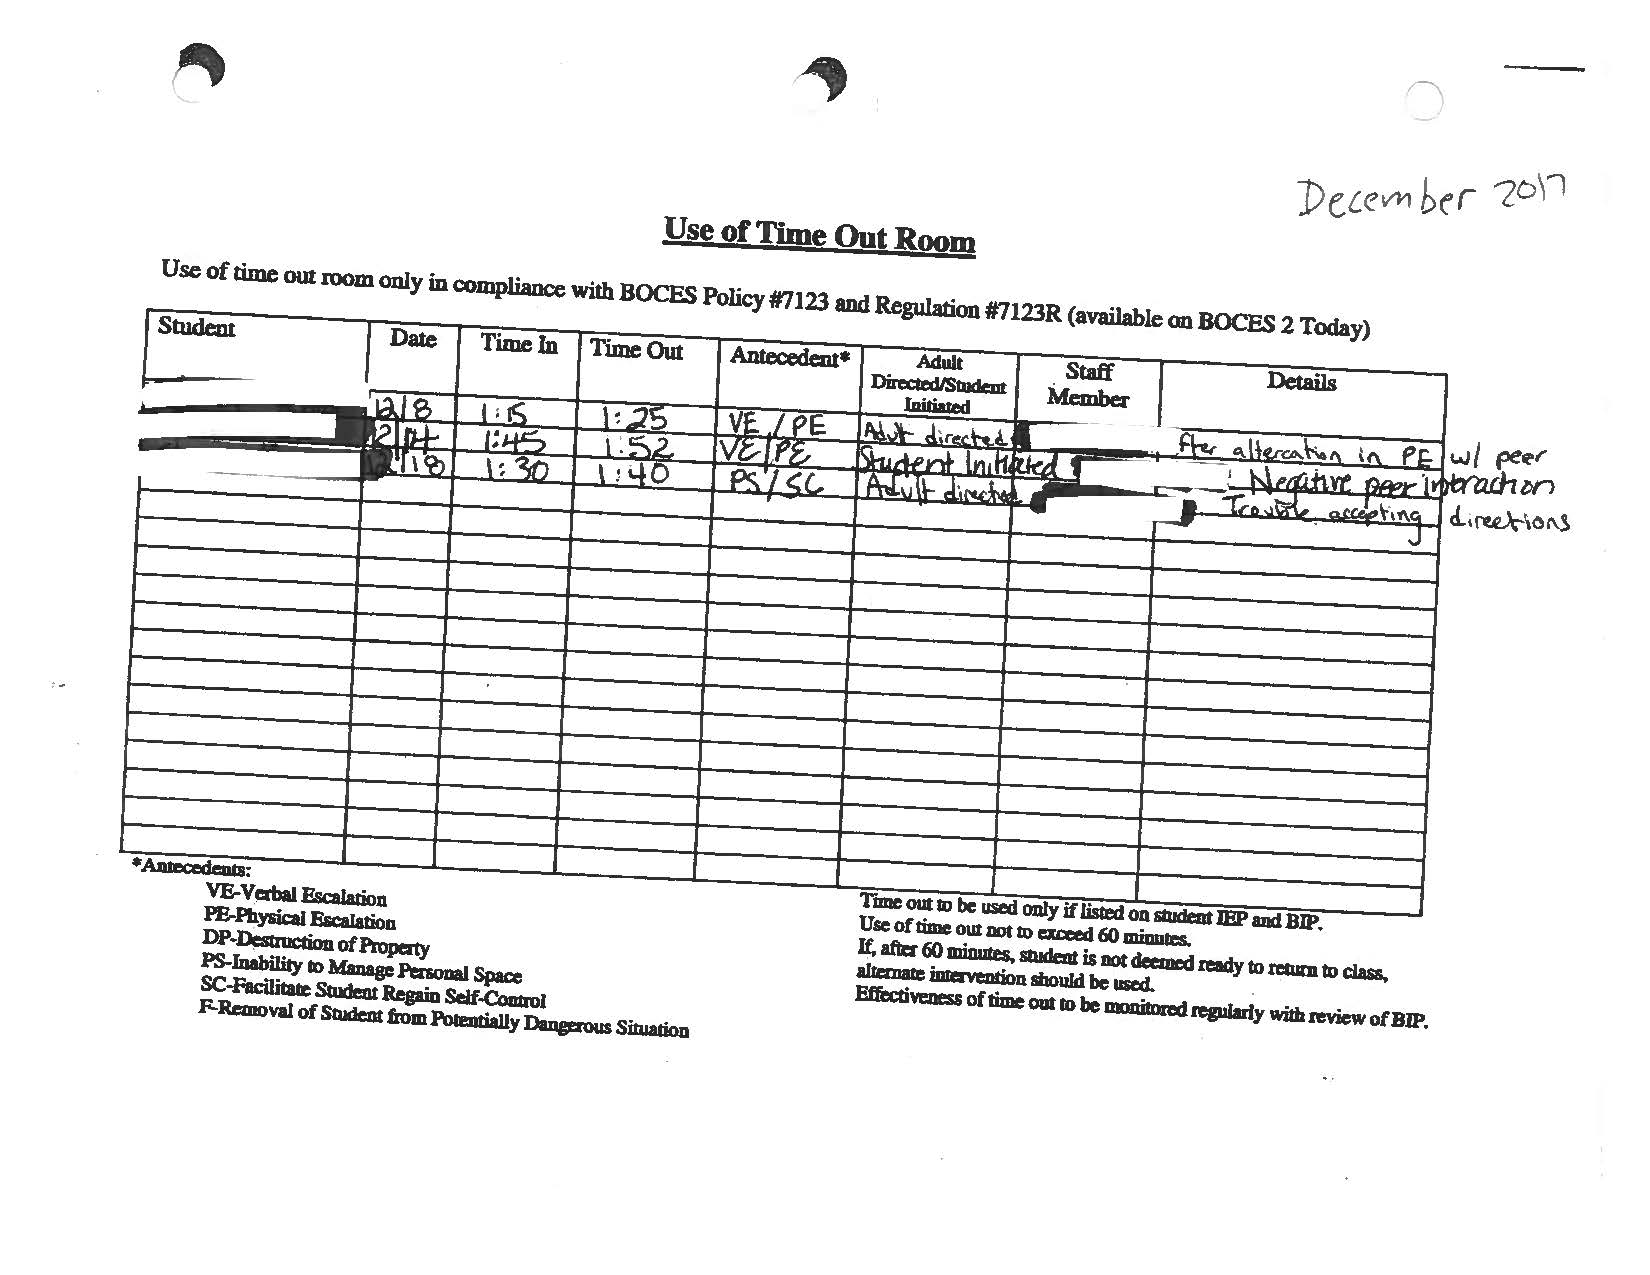 December 2017
Use of Time Out Room
Use of time out room only in compliance with BOCES Policy #7123 and Regulation #7123R (available on BOCES 2 Today)
Student Date Time In Time Out Antecedent* Adult Directed/Student Initiated Staff Member Details
12/8 1:15 1:25 VE / PE Adult directed fter altercation in PE w/ peer
12/14 1:45 1:52 VE/PE Student Initiated Negative peer intraction
12/18 1:30 1:40 PS/SC Adult directed Trouble accepting directions
*Antecedents:
VE-Verbal Escalation
PE-Physical Escalation
DP-Destruction of Property
PS-Inability to Manage Personal Space
SC-Facilitate Student Regain Self-Control
F-Removal of Student from Potentially Dangerous Situation
Time out to be used only if listed on student IEP and BIP.
Use of time out not to exceed 60 minutes.
If, after 60 minutes, student is not deemed ready to return to class,
alternate intervention should be used.
Effectiveness of time out to be monitored regularly with review of BIP.